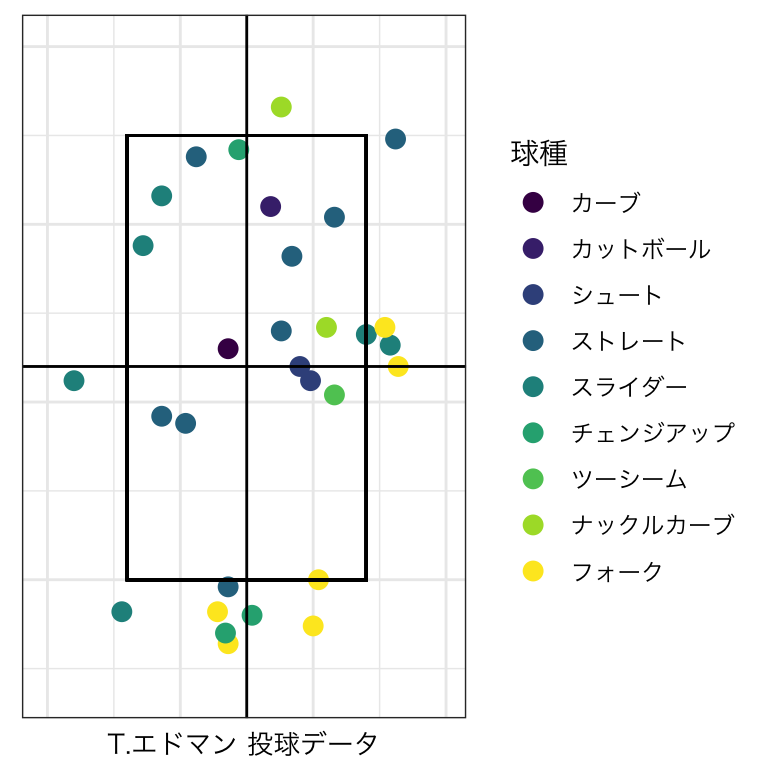 球種
カーブ
カットボール
シュート
ストレート
スライダー
チェンジアップ
ツーシーム
ナックルカーブ
フォーク
T.エドマン 投球データ